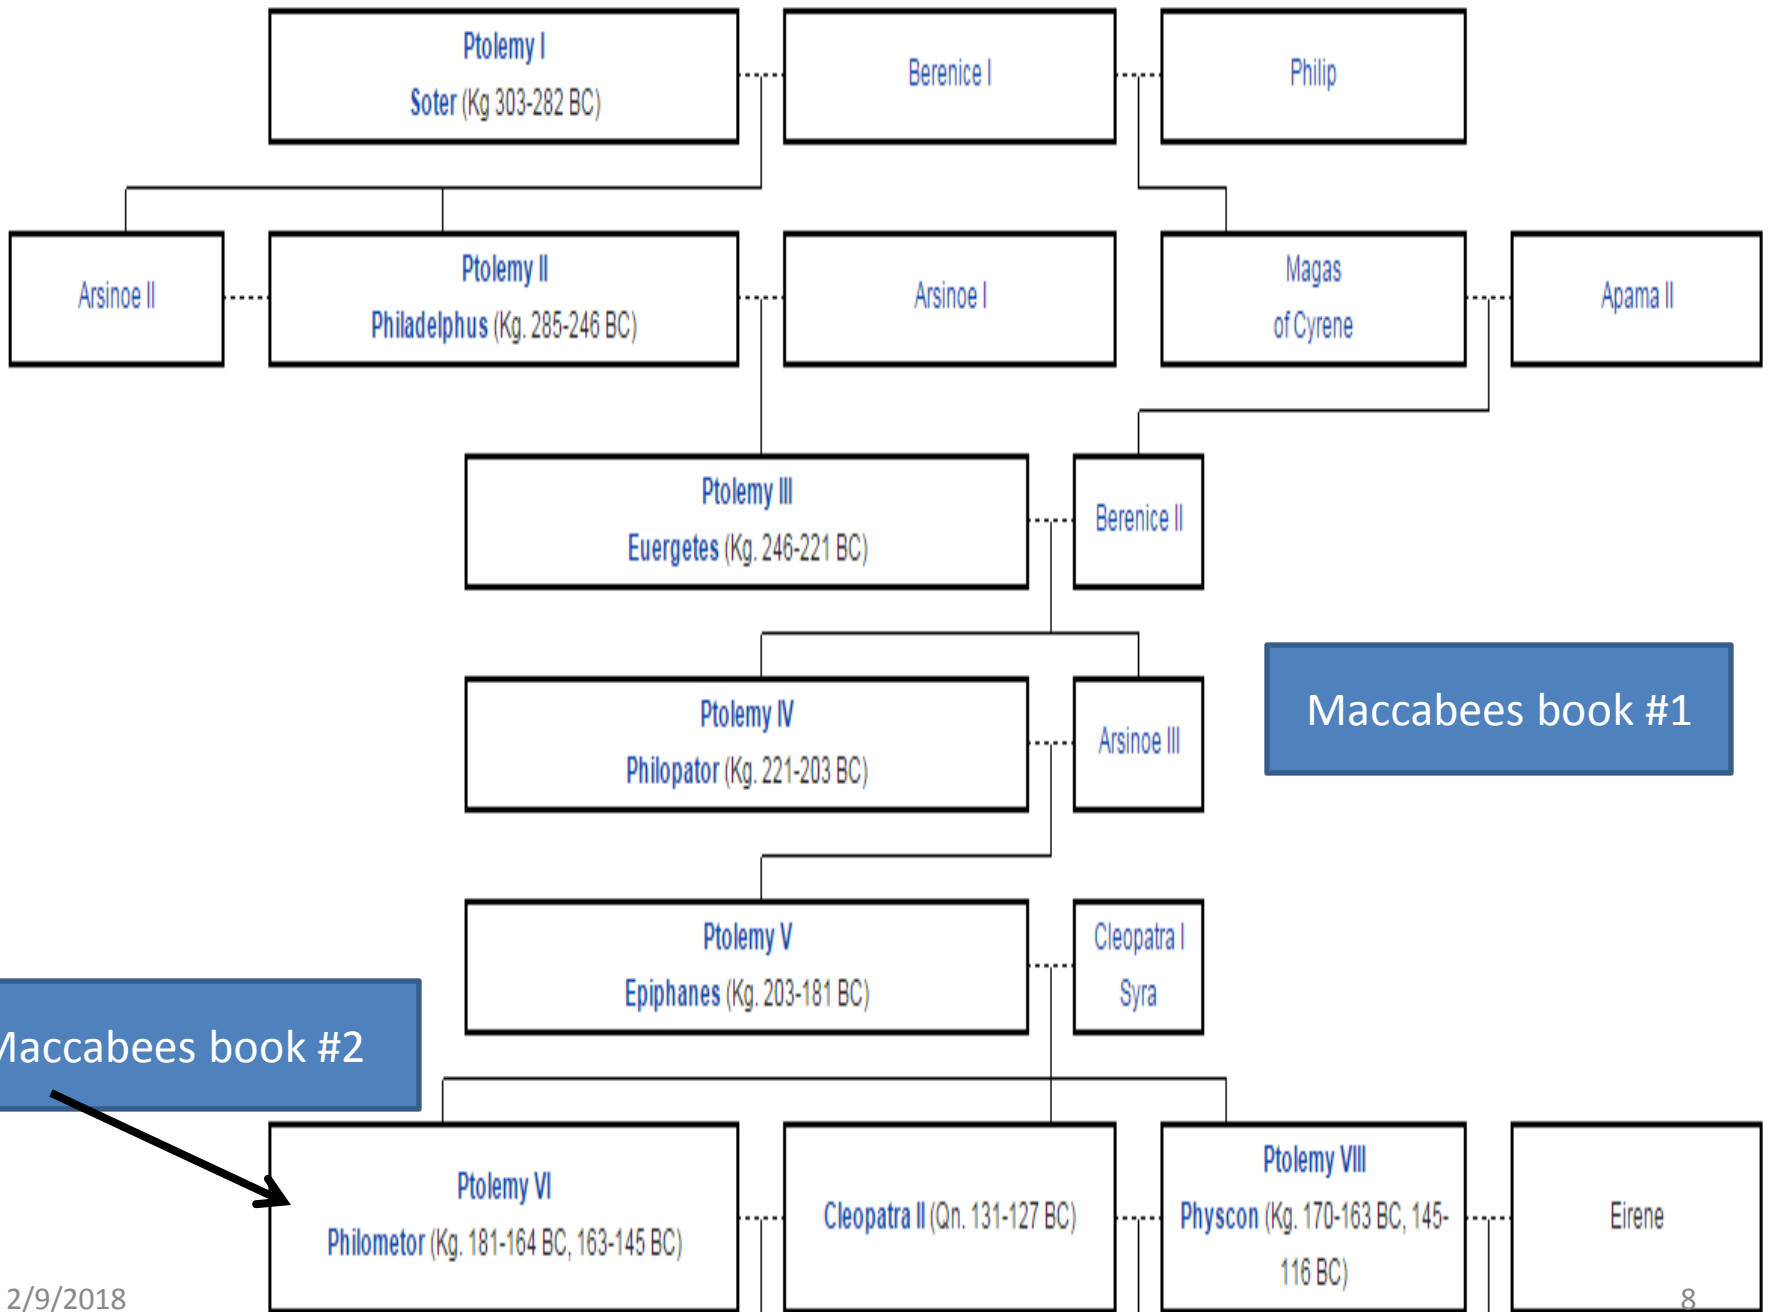 Ptolemy I
Soter (Kg 303-282 BC)
Berenice I
Philip
Arsinoe II
Ptolemy II
Philadelphus (Kg. 285-246 BC)
Arsinoe I
Magas
of Cyrene
Apama II
Ptolemy III
Euergetes (Kg. 246-221 BC)
Berenice II
Ptolemy IV
Philopator (Kg. 221-203 BC)
Arsinoe III
Maccabees book #1
Ptolemy V
Epiphanes (Kg. 203-181 BC)
Cleopatra I
Syra
Maccabees book #2
Ptolemy VI
Philometor (Kg. 181-164 BC, 163-145 BC)
Cleopatra II (Qn. 131-127 BC)
Ptolemy VIII
Physcon (Kg. 170-163 BC, 145-
116 BC)
Eirene
2/9/2018
8